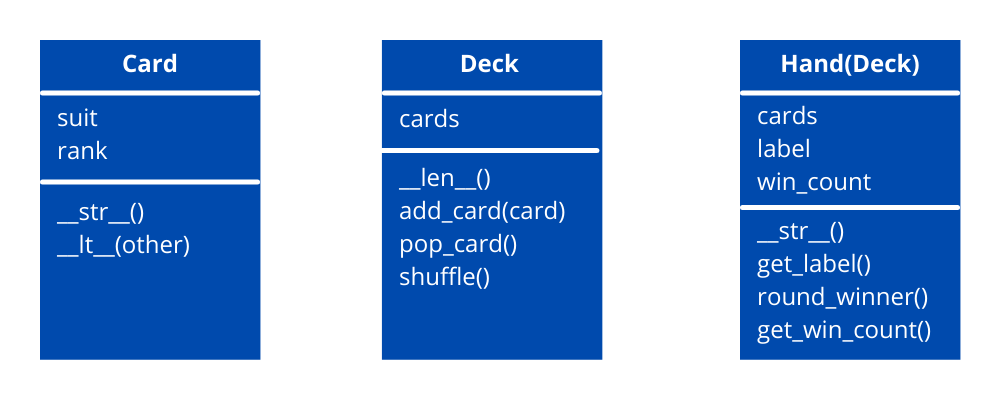 Card
suit
rank
__str__()
__lt__(other)
Deck
cards
__len__()
add_card(card)
pop_card()
shuffle()
Hand(Deck)
cards
label
win_count
__str__()
get_label()
round_winner()
get_win_count()